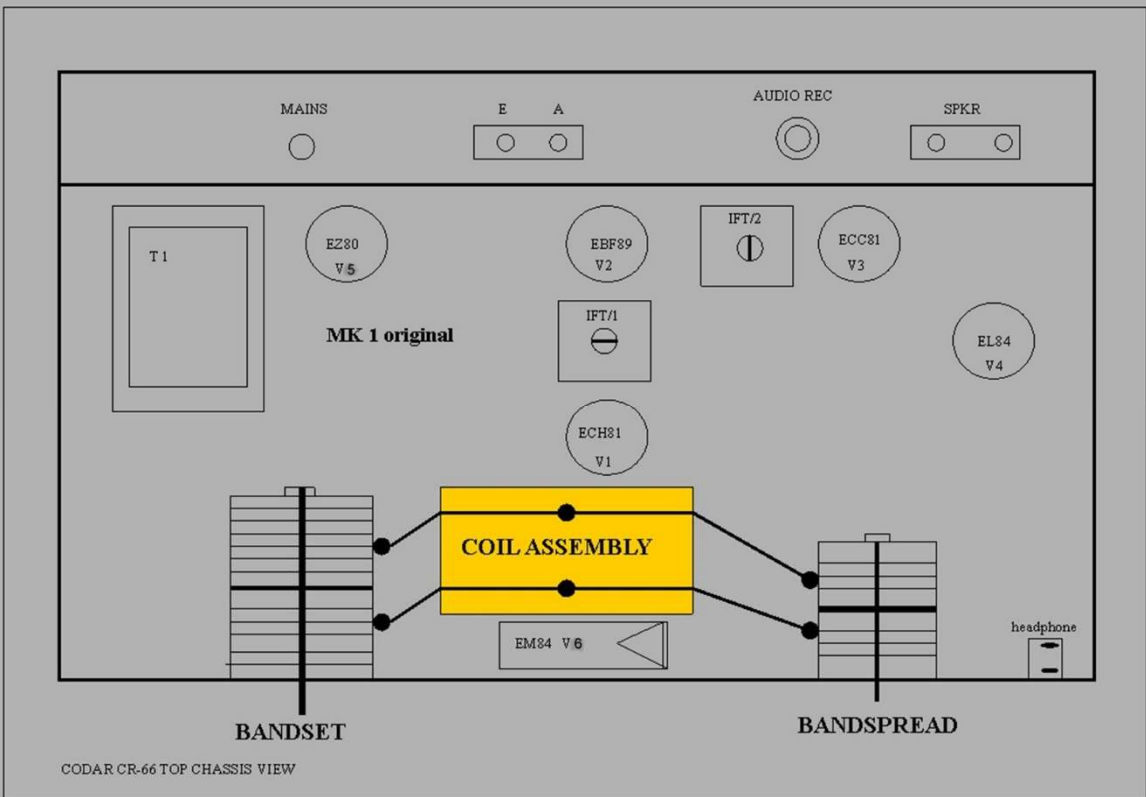 MAINS
E A
AUDIO REC
SPKR
T1
EZ80
V5
EBF89
V2
IFT/2
ECC81
V3
MK 1 original
IFT/1
EL84
V4
ECH81
V1
COIL ASSEMBLY
EM84 V6
headphone
BANDSET
BANDSPREAD
CODAR CR-66 TOP CHASSIS VIEW